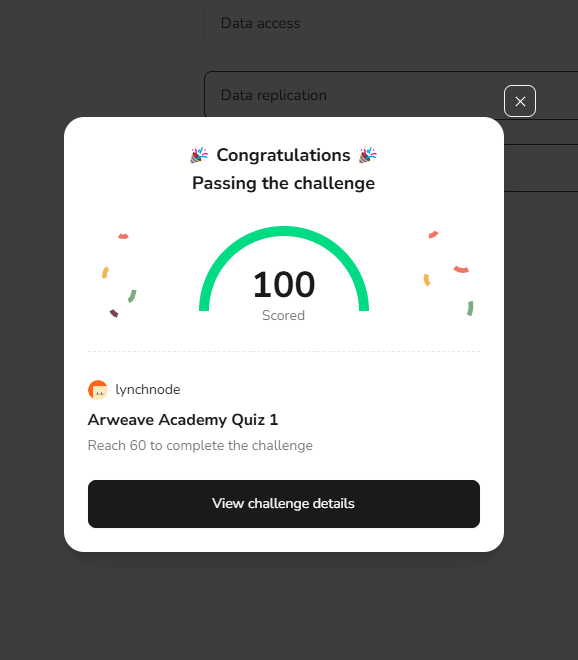 Data access
Data replication
Congratulations
Passing the challenge
100
Scored
lynchnode
Arweave Academy Quiz 1
Reach 60 to complete the challenge
View challenge details